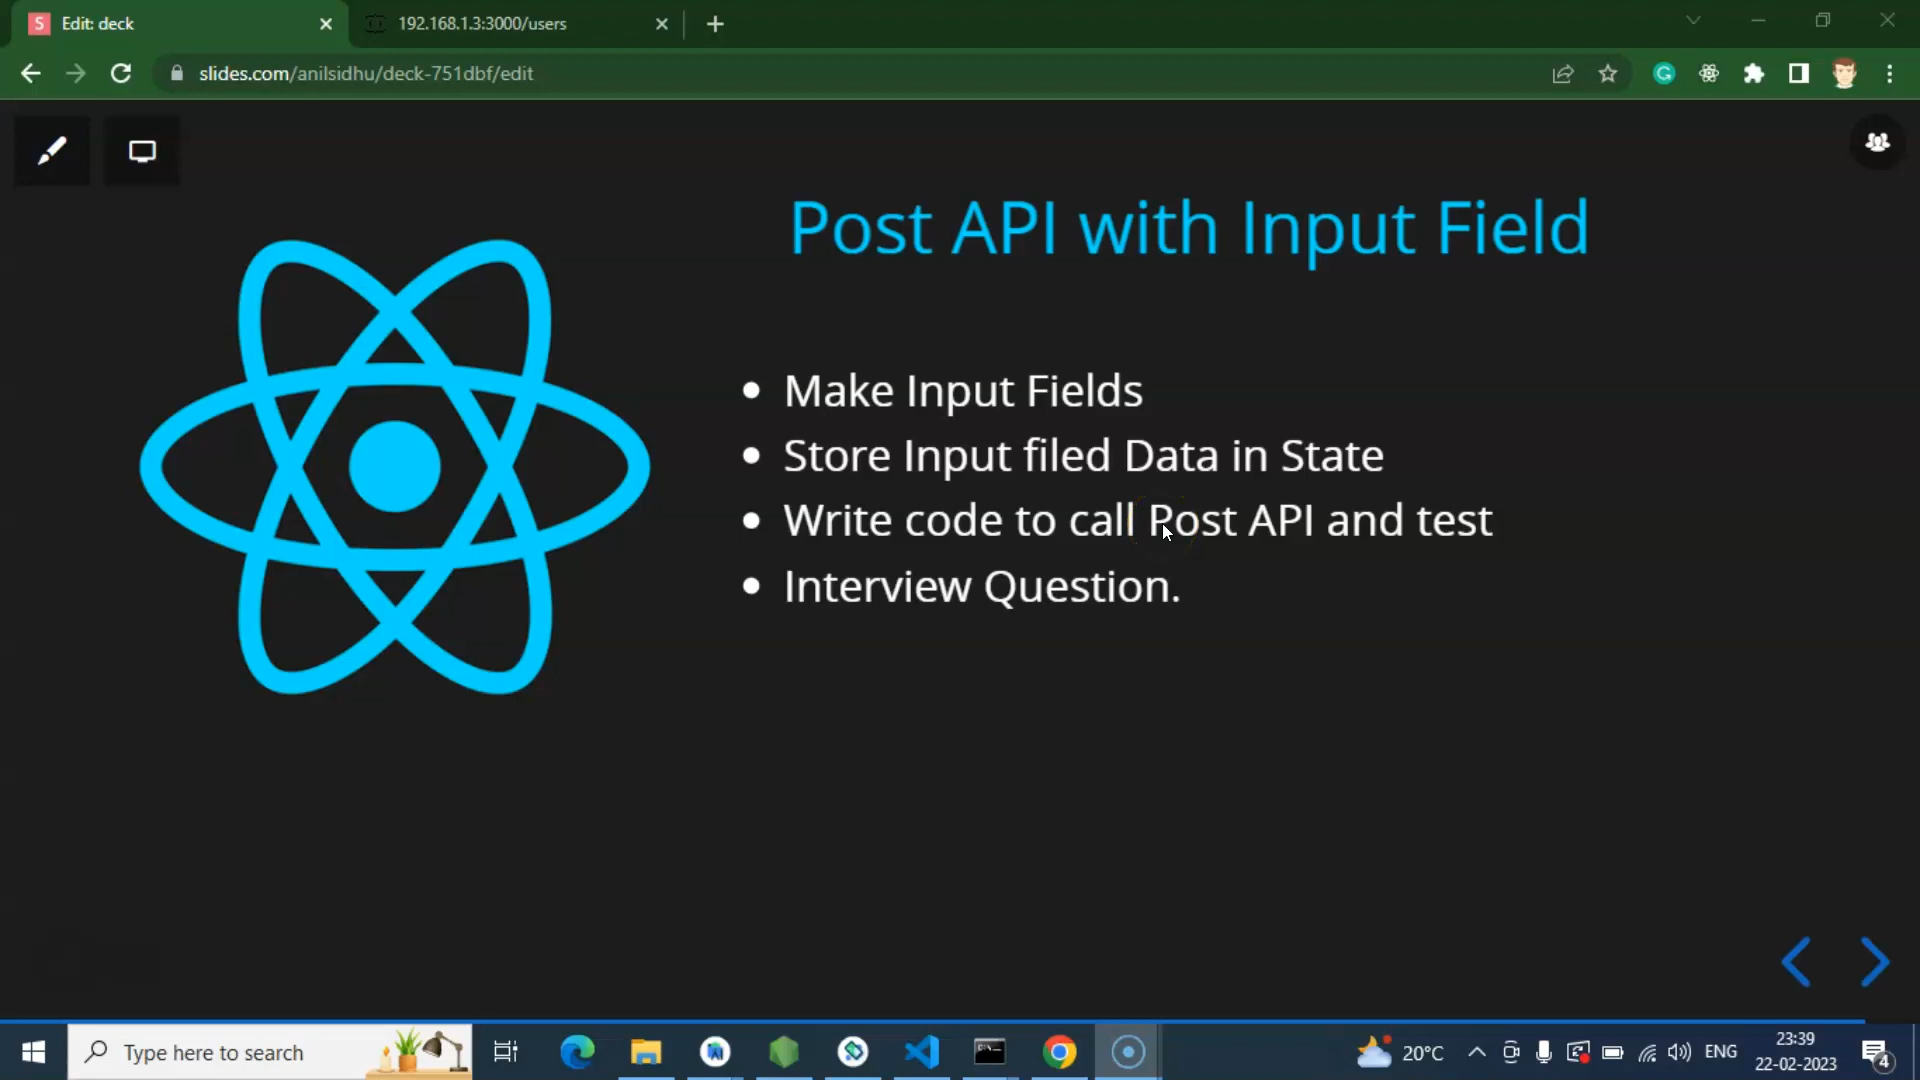 S Edit: deck
192.168.1.3:3000/users
slides.com/anilsidhu/deck-751dbf/edit
Post API with Input Field
Make Input Fields
Store Input filed Data in State
Write code to call Post API and test
Interview Question.
Type here to search
20°C
ENG
23:39
22-02-2023
4